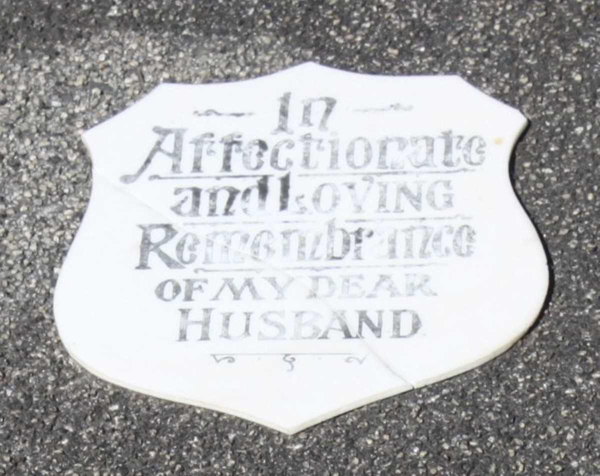 In
Affectionate
and Loving
Remembrance
OF MY DEAR
HUSBAND